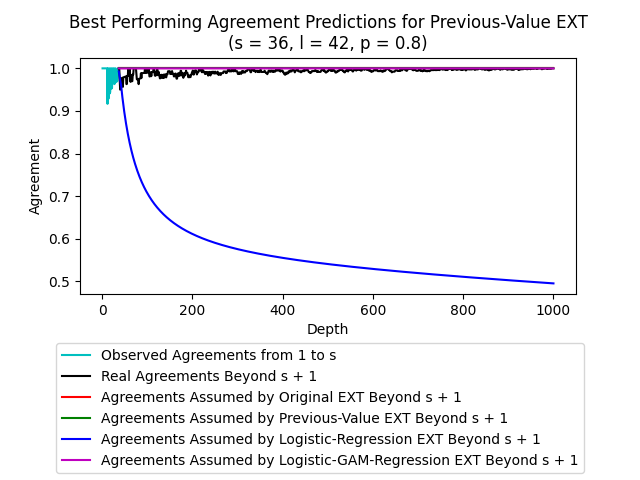 Best Performing Agreement Predictions for Previous-Value EXT
(s = 36, l = 42, p = 0.8)
1.0
0.9
0.8
0.7
0.6
0.5
Agreement
0 200 400 600 800 1000
Depth
Observed Agreements from 1 to s
Real Agreements Beyond s + 1
Agreements Assumed by Original EXT Beyond s + 1
Agreements Assumed by Previous-Value EXT Beyond s + 1
Agreements Assumed by Logistic-Regression EXT Beyond s + 1
Agreements Assumed by Logistic-GAM-Regression EXT Beyond s + 1